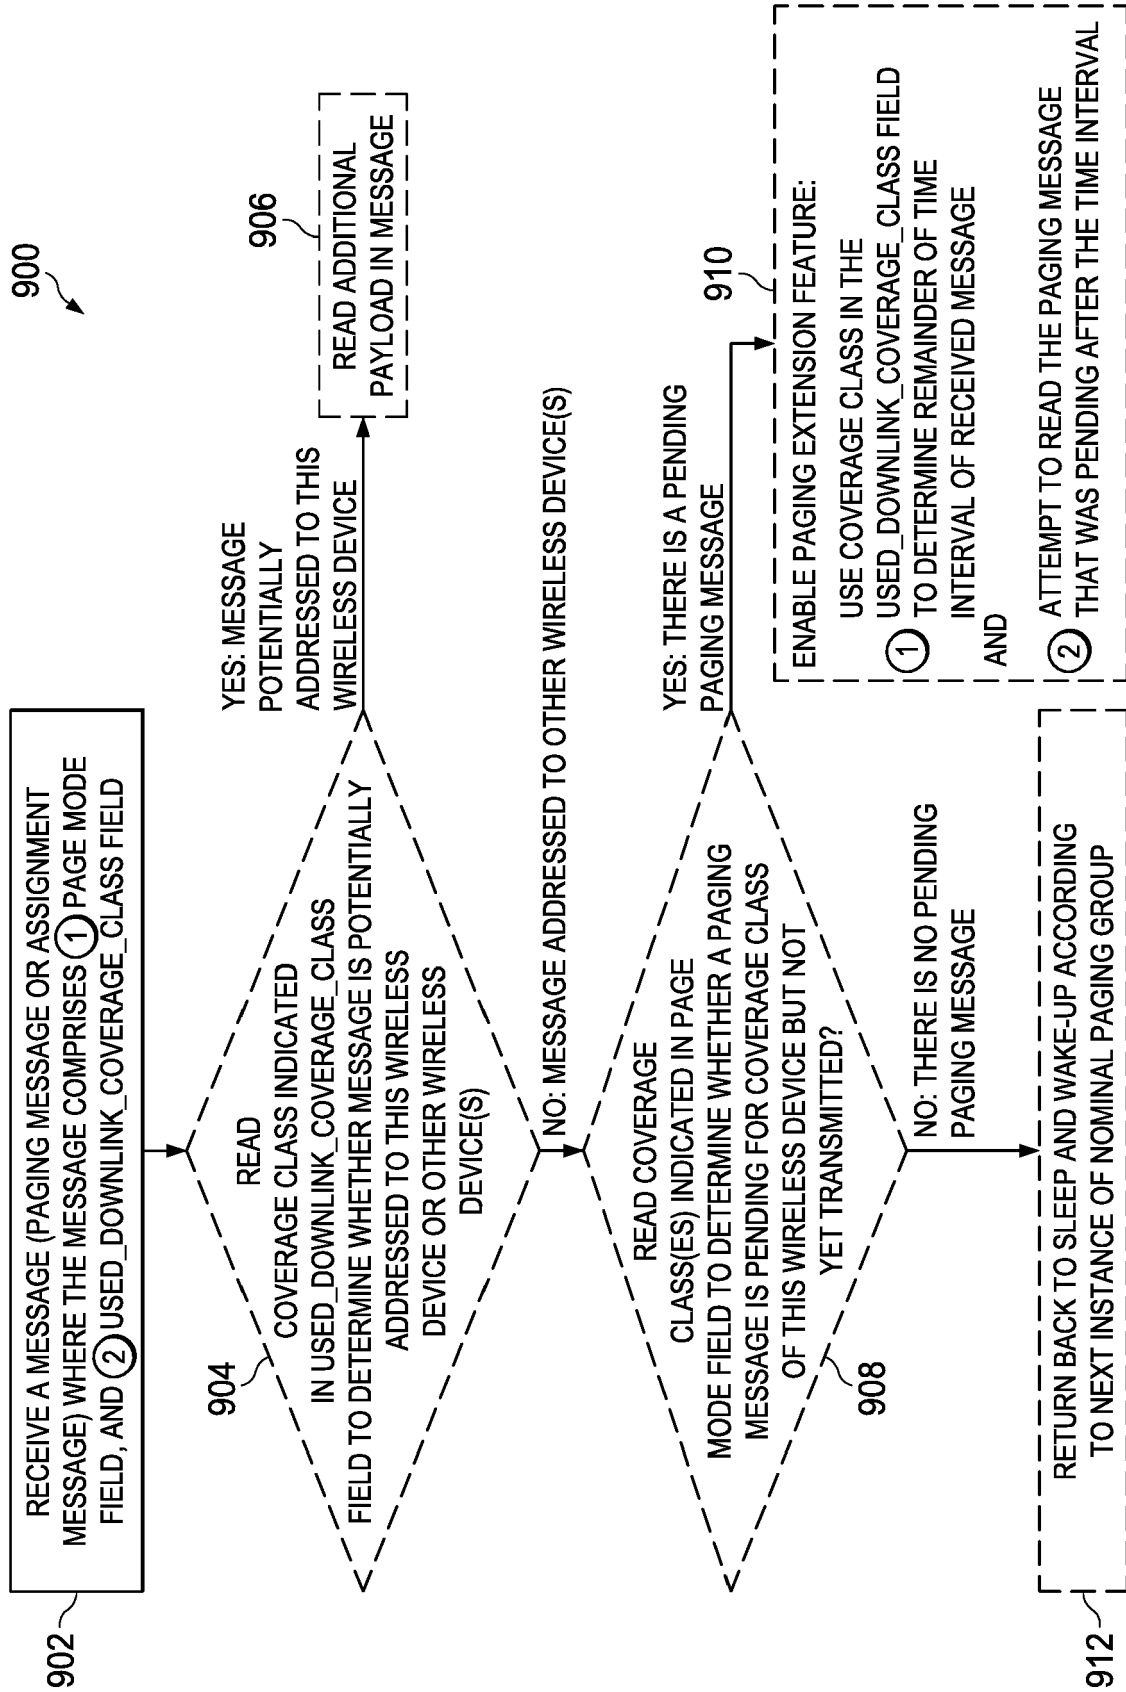 900
902
RECEIVE A MESSAGE (PAGING MESSAGE OR ASSIGNMENT
MESSAGE) WHERE THE MESSAGE COMPRISES 1 PAGE MODE
FIELD, AND 2 USED_DOWNLINK_COVERAGE_CLASS FIELD
904
READ
COVERAGE CLASS INDICATED
IN USED_DOWNLINK_COVERAGE_CLASS
FIELD TO DETERMINE WHETHER MESSAGE IS POTENTIALLY
ADDRESSED TO THIS WIRELESS
DEVICE OR OTHER WIRELESS
DEVICE(S)
YES: MESSAGE
POTENTIALLY
ADDRESSED TO THIS
WIRELESS DEVICE
906
READ ADDITIONAL
PAYLOAD IN MESSAGE
NO: MESSAGE ADDRESSED TO OTHER WIRELESS DEVICE(S)
908
READ COVERAGE
CLASS(ES) INDICATED IN PAGE
MODE FIELD TO DETERMINE WHETHER A PAGING
MESSAGE IS PENDING FOR COVERAGE CLASS
OF THIS WIRELESS DEVICE BUT NOT
YET TRANSMITTED?
YES: THERE IS A PENDING
PAGING MESSAGE
910
ENABLE PAGING EXTENSION FEATURE:
USE COVERAGE CLASS IN THE
USED_DOWNLINK_COVERAGE_CLASS FIELD
1 TO DETERMINE REMAINDER OF TIME
INTERVAL OF RECEIVED MESSAGE
AND
2 ATTEMPT TO READ THE PAGING MESSAGE
THAT WAS PENDING AFTER THE TIME INTERVAL
NO: THERE IS NO PENDING
PAGING MESSAGE
912
RETURN BACK TO SLEEP AND WAKE-UP ACCORDING
TO NEXT INSTANCE OF NOMINAL PAGING GROUP